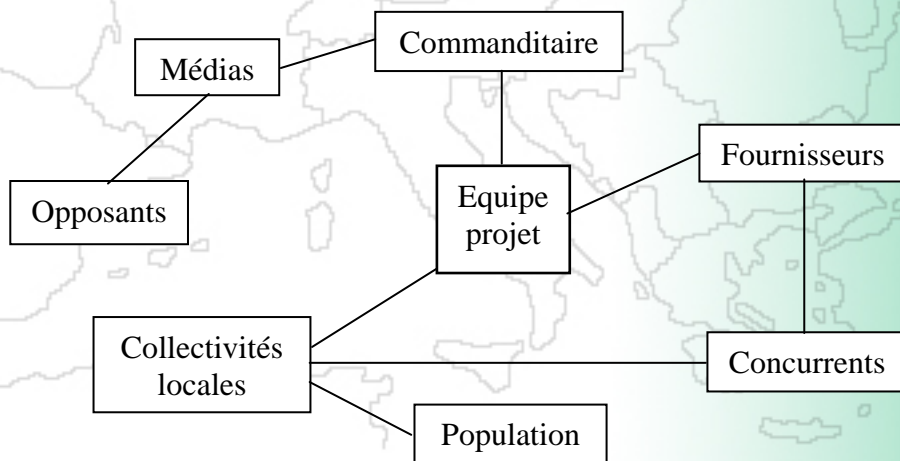 Commanditaire
Médias
Fournisseurs
Equipe
projet
Opposants
Collectivités
locales
Concurrents
Population